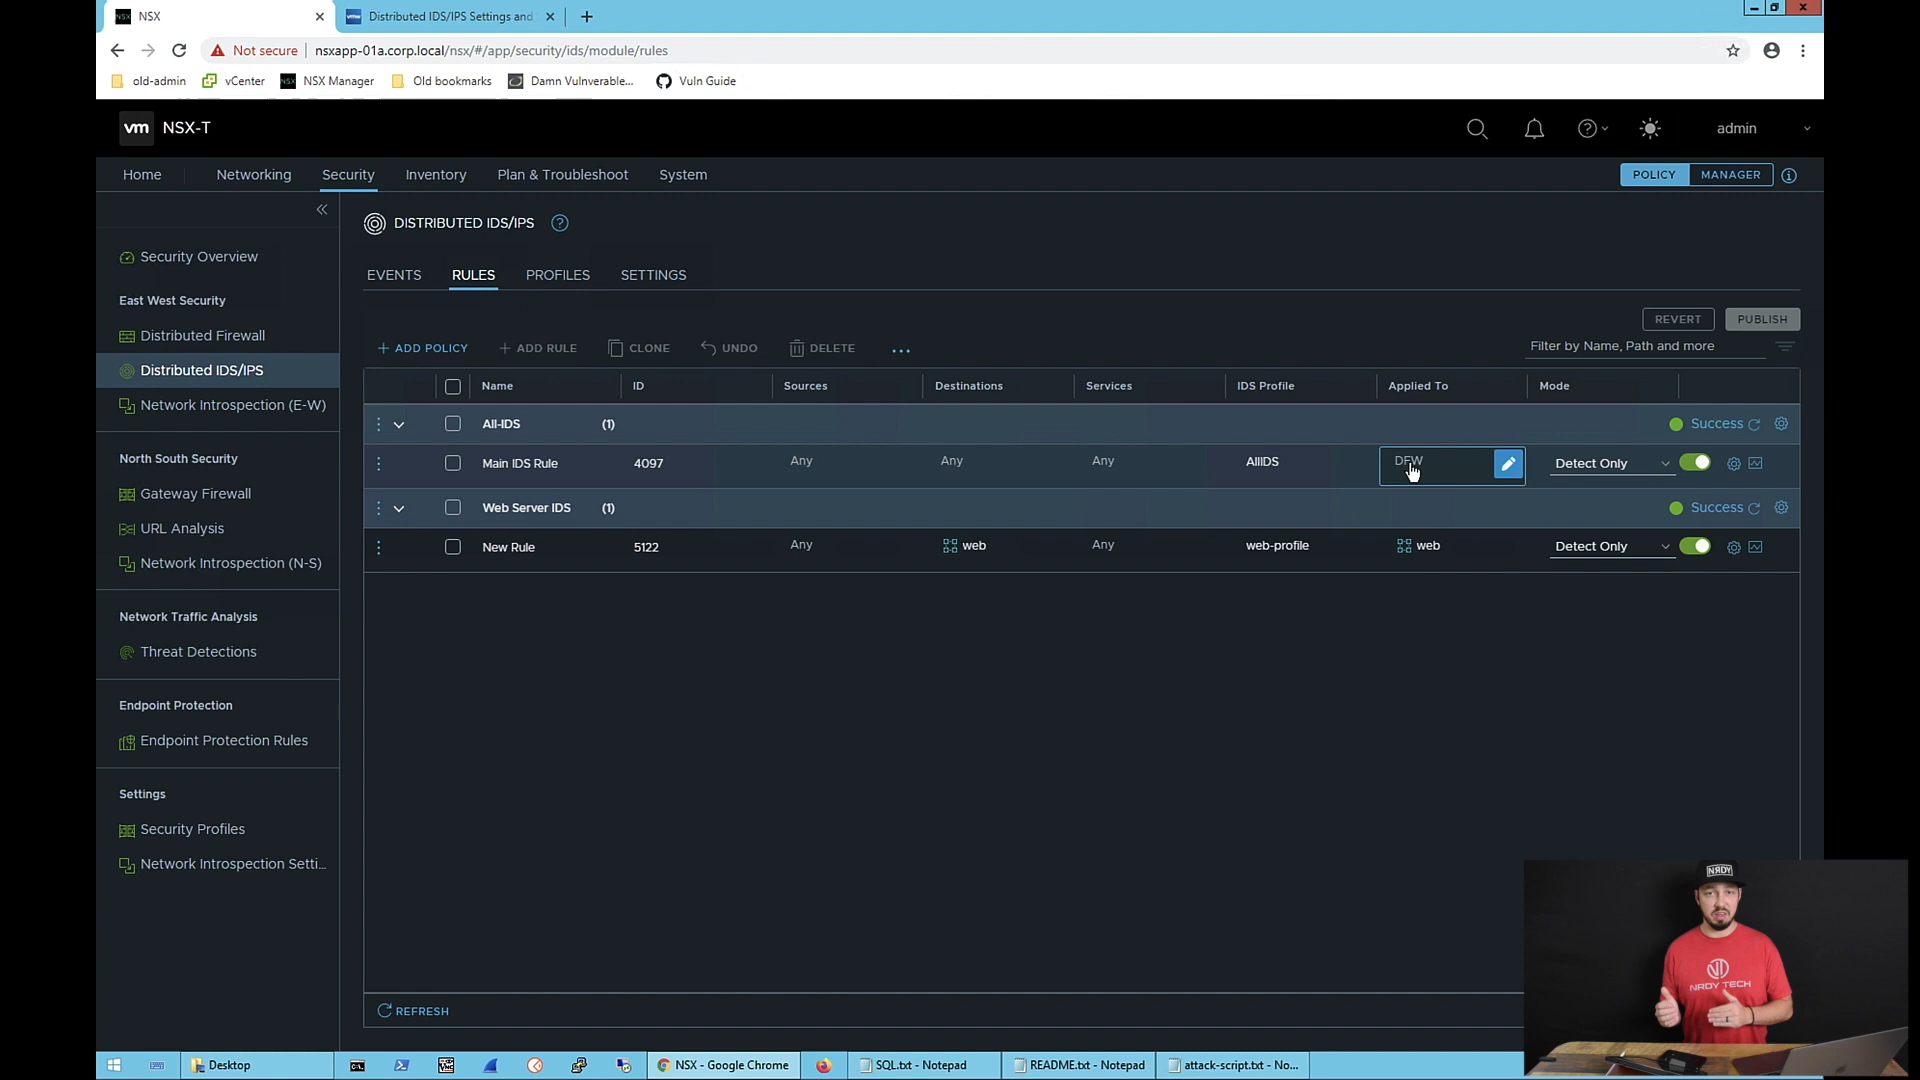 NSX
Distributed IDS/IPS Settings and
Not secure
nsxapp-01a.corp.local/nsx/#/app/security/ids/module/rules
old-admin
vCenter
NSX Manager
Old bookmarks
Damn Vulnverable...
Vuln Guide
vm NSX-T
admin
Home
Networking
Security
Inventory
Plan & Troubleshoot
System
POLICY
MANAGER
Security Overview
East West Security
Distributed Firewall
Distributed IDS/IPS
Network Introspection (E-W)
North South Security
Gateway Firewall
URL Analysis
Network Introspection (N-S)
Network Traffic Analysis
Threat Detections
Endpoint Protection
Endpoint Protection Rules
Settings
Security Profiles
Network Introspection Setti...
DISTRIBUTED IDS/IPS
EVENTS
RULES
PROFILES
SETTINGS
REVERT
PUBLISH
ADD POLICY
ADD RULE
CLONE
UNDO
DELETE
...
Filter by Name, Path and more
Name
ID
Sources
Destinations
Services
IDS Profile
Applied To
Mode
All-IDS
(1)
Success
Main IDS Rule
4097
Any
Any
Any
AllIDS
DFW
Detect Only
Web Server IDS
(1)
Success
New Rule
5122
Any
web
Any
web-profile
web
Detect Only
REFRESH
NRDY
NRDY TECH
Desktop
NSX - Google Chrome
SQL.txt - Notepad
README.txt - Notepad
attack-script.txt - No...